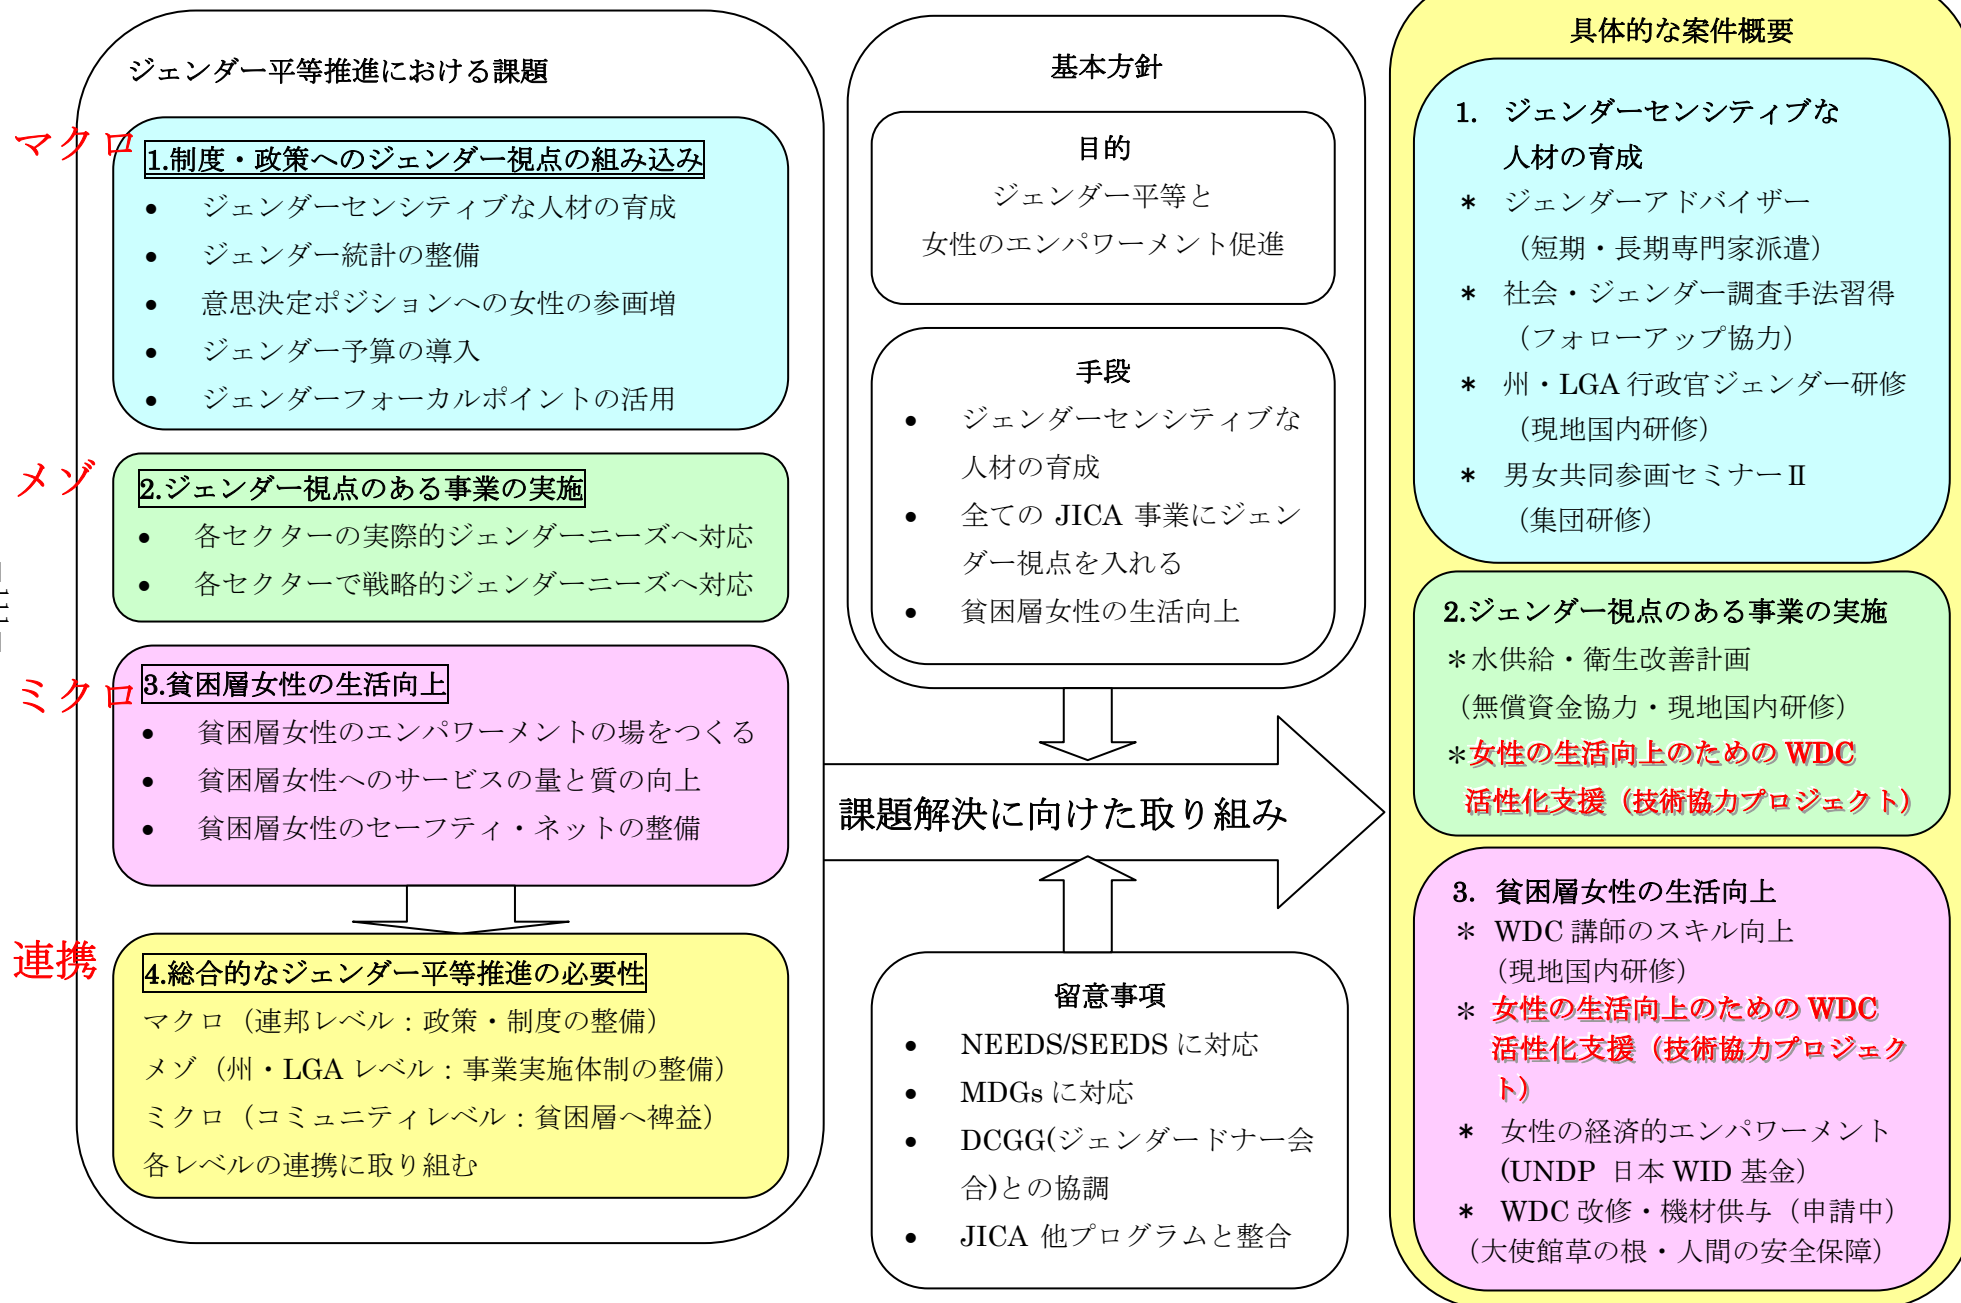 ジェンダー平等推進における課題
マクロ
1.制度・政策へのジェンダー視点の組み込み
• ジェンダーセンシティブな人材の育成
• ジェンダー統計の整備
• 意思決定ポジションへの女性の参画増
• ジェンダー予算の導入
• ジェンダーフォーカルポイントの活用
メゾ
2.ジェンダー視点のある事業の実施
• 各セクターの実際的ジェンダーニーズへ対応
• 各セクターで戦略的ジェンダーニーズへ対応
ミクロ
3.貧困層女性の生活向上
• 貧困層女性のエンパワーメントの場をつくる
• 貧困層女性へのサービスの量と質の向上
• 貧困層女性のセーフティ・ネットの整備
連携
4.総合的なジェンダー平等推進の必要性
マクロ（連邦レベル：政策・制度の整備）
メゾ（州・LGA レベル：事業実施体制の整備）
ミクロ（コミュニティレベル：貧困層へ裨益）
各レベルの連携に取り組む
基本方針
目的
ジェンダー平等と
女性のエンパワーメント促進
手段
• ジェンダーセンシティブな
人材の育成
• 全ての JICA 事業にジェン
ダー視点を入れる
• 貧困層女性の生活向上
課題解決に向けた取り組み
留意事項
• NEEDS/SEEDS に対応
• MDGs に対応
• DCGG(ジェンダードナー会
合)との協調
• JICA 他プログラムと整合
具体的な案件概要
1. ジェンダーセンシティブな
人材の育成
* ジェンダーアドバイザー
（短期・長期専門家派遣）
* 社会・ジェンダー調査手法習得
（フォローアップ協力）
* 州・LGA 行政官ジェンダー研修
（現地国内研修）
* 男女共同参画セミナーⅡ
（集団研修）
2.ジェンダー視点のある事業の実施
＊水供給・衛生改善計画
（無償資金協力・現地国内研修）
＊女性の生活向上のための WDC
活性化支援（技術協力プロジェクト）
3. 貧困層女性の生活向上
＊ WDC 講師のスキル向上
（現地国内研修）
＊ 女性の生活向上のための WDC
活性化支援（技術協力プロジェク
ト）
* 女性の経済的エンパワーメント
(UNDP 日本 WID 基金）
* WDC 改修・機材供与（申請中）
（大使館草の根・人間の安全保障）